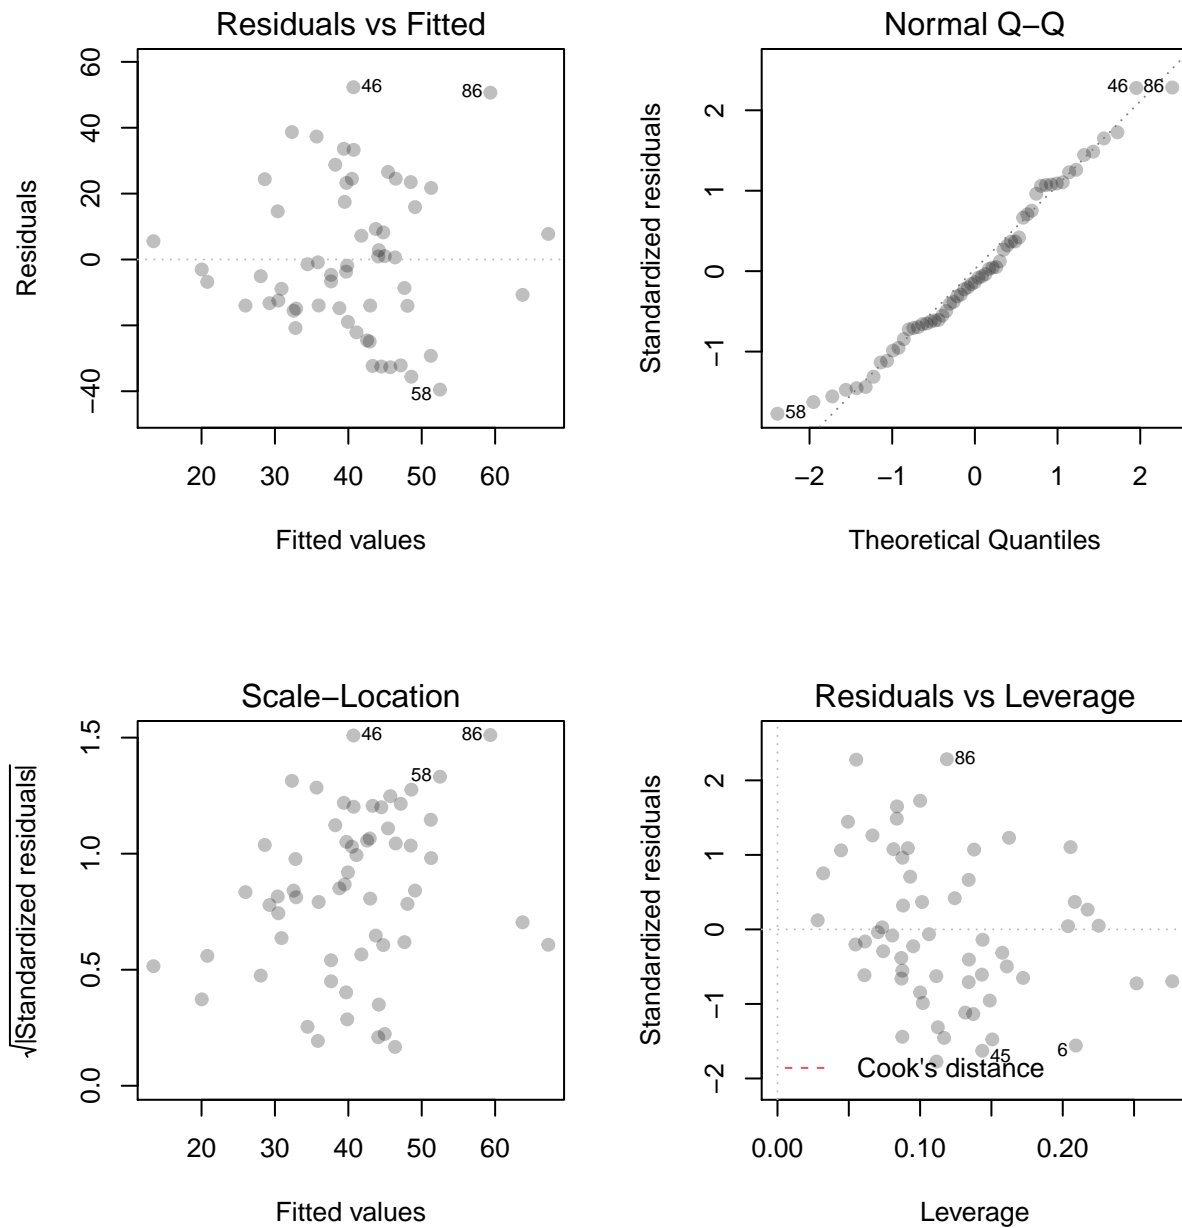 Residuals vs Fitted
Residuals
60
40
20
0
−40
46
86
58
20 30 40 50 60
Fitted values
Normal Q−Q
Standardized residuals
2
1
0
−1
46 86
58
−2 −1 0 1 2
Theoretical Quantiles
Scale−Location
√|Standardized residuals|
1.5
1.0
0.5
0.0
46
86
58
20 30 40 50 60
Fitted values
Residuals vs Leverage
Standardized residuals
2
1
0
−1
−2
86
45
6
Cook's distance
0.00 0.10 0.20
Leverage